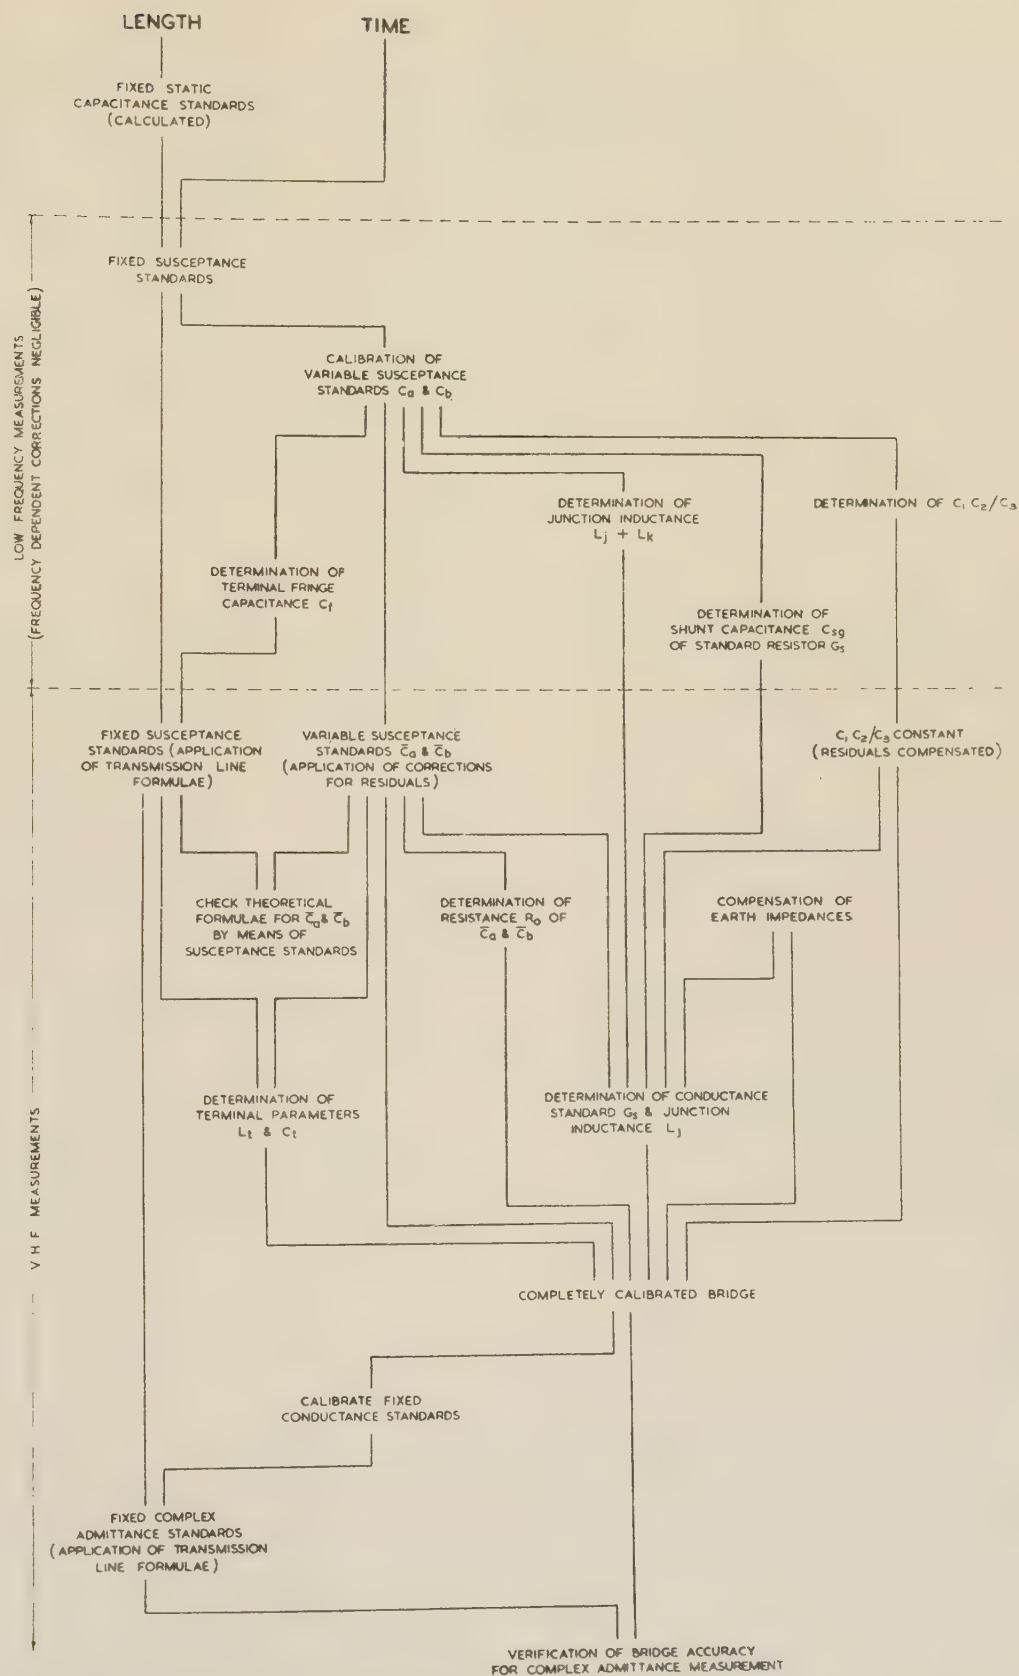 LENGTH
TIME
FIXED STATIC
CAPACITANCE STANDARDS
(CALCULATED)
FIXED SUSCEPTANCE
STANDARDS
LOW FREQUENCY MEASUREMENTS
(FREQUENCY DEPENDENT CORRECTIONS NEGLIGIBLE)
CALIBRATION OF
VARIABLE SUSCEPTANCE
STANDARDS Ca & Cb.
DETERMINATION OF
JUNCTION INDUCTANCE
Lj + Lk
DETERMINATION OF C1 C2/C3
DETERMINATION OF
TERMINAL FRINGE
CAPACITANCE Cf
DETERMINATION OF
SHUNT CAPACITANCE Csg
OF STANDARD RESISTOR Gs
FIXED SUSCEPTANCE
STANDARDS (APPLICATION
OF TRANSMISSION LINE
FORMULAE)
VARIABLE SUSCEPTANCE
STANDARDS C̄a & C̄b
(APPLICATION OF CORRECTIONS
FOR RESIDUALS)
C1 C2/C3 CONSTANT
(RESIDUALS COMPENSATED)
CHECK THEORETICAL
FORMULAE FOR C̄a & C̄b
BY MEANS OF
SUSCEPTANCE STANDARDS
DETERMINATION OF
RESISTANCE Ro OF
C̄a & C̄b
COMPENSATION OF
EARTH IMPEDANCES
VHF MEASUREMENTS
DETERMINATION OF
TERMINAL PARAMETERS
Lt & Ct
DETERMINATION OF CONDUCTANCE
STANDARD Gs & JUNCTION
INDUCTANCE Lj
COMPLETELY CALIBRATED BRIDGE
CALIBRATE FIXED
CONDUCTANCE STANDARDS
FIXED COMPLEX
ADMITTANCE STANDARDS
(APPLICATION OF TRANSMISSION
LINE FORMULAE)
VERIFICATION OF BRIDGE ACCURACY
FOR COMPLEX ADMITTANCE MEASUREMENT